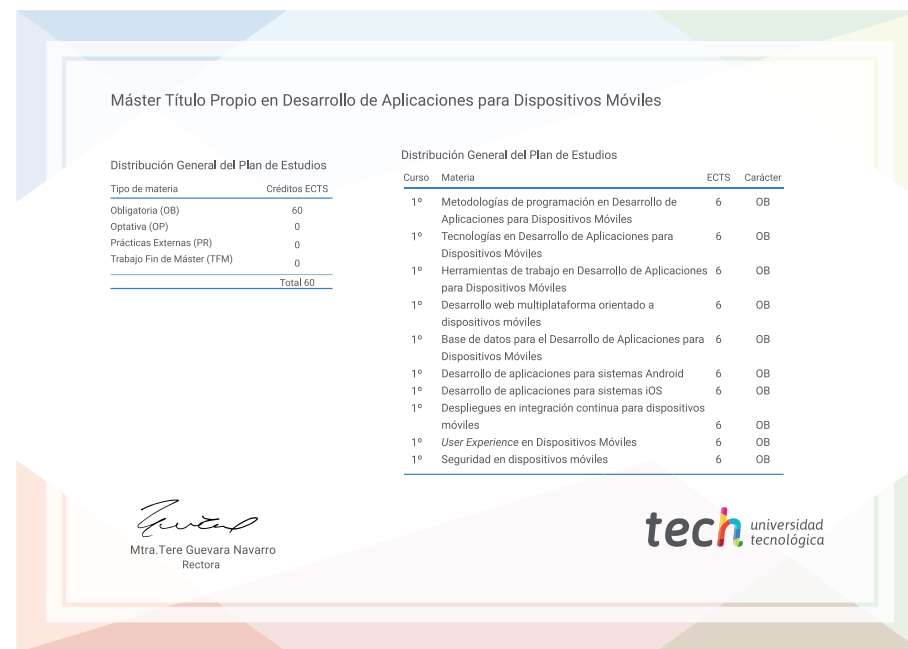 Máster Título Propio en Desarrollo de Aplicaciones para Dispositivos Móviles
Distribución General del Plan de Estudios
Tipo de materia Créditos ECTS
Obligatoria (OB) 60
Optativa (OP) 0
Prácticas Externas (PR) 0
Trabajo Fin de Máster (TFM) 0
Total 60
Distribución General del Plan de Estudios
Curso Materia ECTS Carácter
1º Metodologías de programación en Desarrollo de 6 OB
Aplicaciones para Dispositivos Móviles
1º Tecnologías en Desarrollo de Aplicaciones para 6 OB
Dispositivos Móviles
1º Herramientas de trabajo en Desarrollo de Aplicaciones 6 OB
para Dispositivos Móviles
1º Desarrollo web multiplataforma orientado a 6 OB
dispositivos móviles
1º Base de datos para el Desarrollo de Aplicaciones para 6 OB
Dispositivos Móviles
1º Desarrollo de aplicaciones para sistemas Android 6 OB
1º Desarrollo de aplicaciones para sistemas iOS 6 OB
1º Despliegues en integración continua para dispositivos
móviles 6 OB
1º User Experience en Dispositivos Móviles 6 OB
1º Seguridad en dispositivos móviles 6 OB
Mtra.Tere Guevara Navarro
Rectora
tech universidad
tecnológica